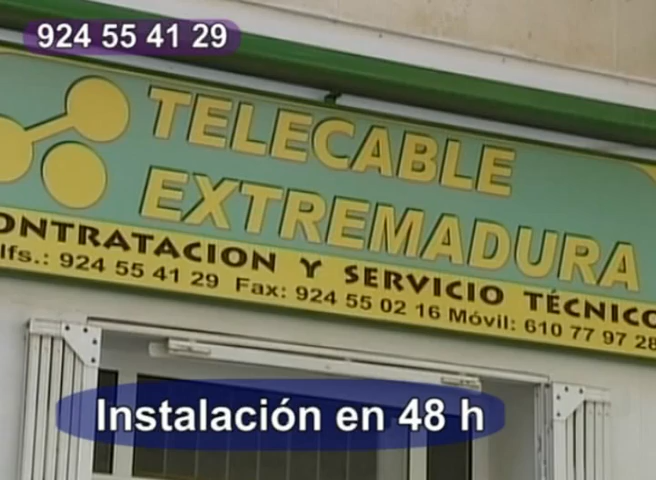 924 55 41 29
TELECABLE
EXTREMADURA
CONTRATACION Y SERVICIO TÉCNICO
lfs.: 924 55 41 29 Fax: 924 55 02 16 Móvil: 610 77 97 28
Instalación en 48 h